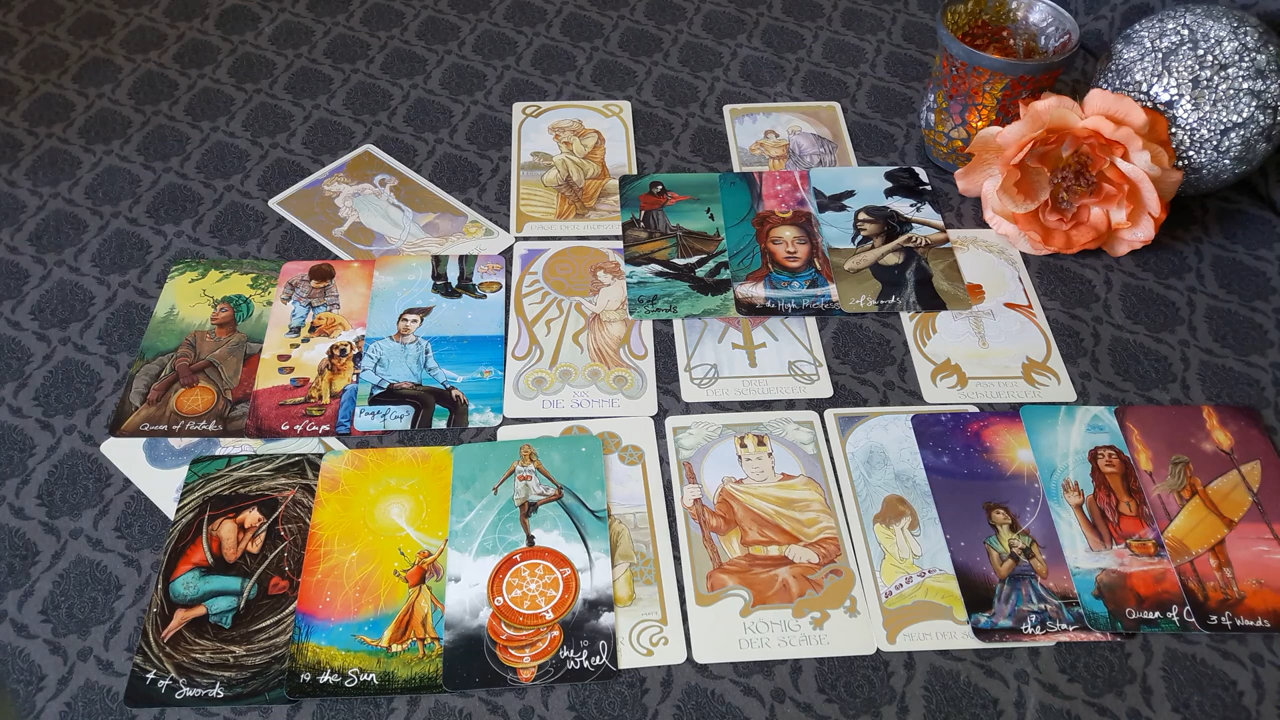 PAGE DER MÜNZEN
6 of
Swords
2 the High Priestess
2 of Swords
XIX
DIE SONNE
DREI
DER SCHWERTER
ASS DER
SCHWERTER
Queen of Pentacles
6 of Cups
Page of Cups
4 of Swords
19 the Sun
TARO
the 10
Wheel
KÖNIG
DER STÄBE
NEUN DER SC
the Star
Queen of C
3 of Wands